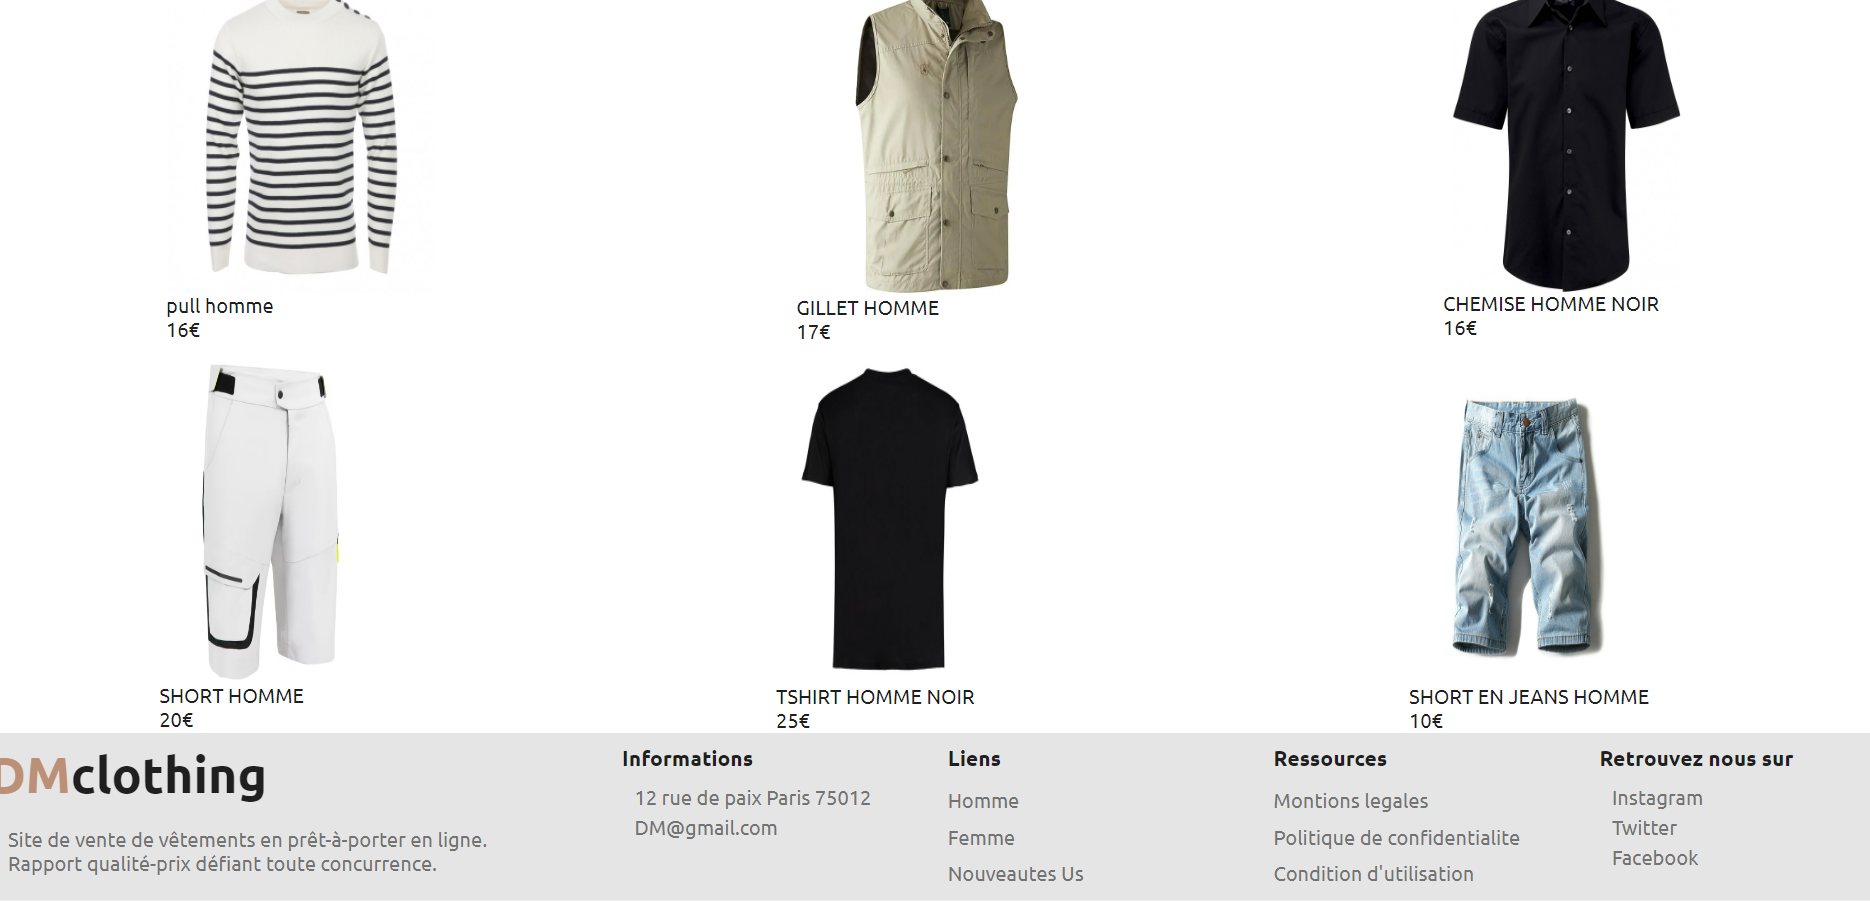 pull homme
16€
GILLET HOMME
17€
CHEMISE HOMME NOIR
16€
SHORT HOMME
20€
TSHIRT HOMME NOIR
25€
SHORT EN JEANS HOMME
10€
DMclothing
Site de vente de vêtements en prêt-à-porter en ligne.
Rapport qualité-prix défiant toute concurrence.
Informations
12 rue de paix Paris 75012
DM@gmail.com
Liens
Homme
Femme
Nouveautes Us
Ressources
Montions legales
Politique de confidentialite
Condition d'utilisation
Retrouvez nous sur
Instagram
Twitter
Facebook